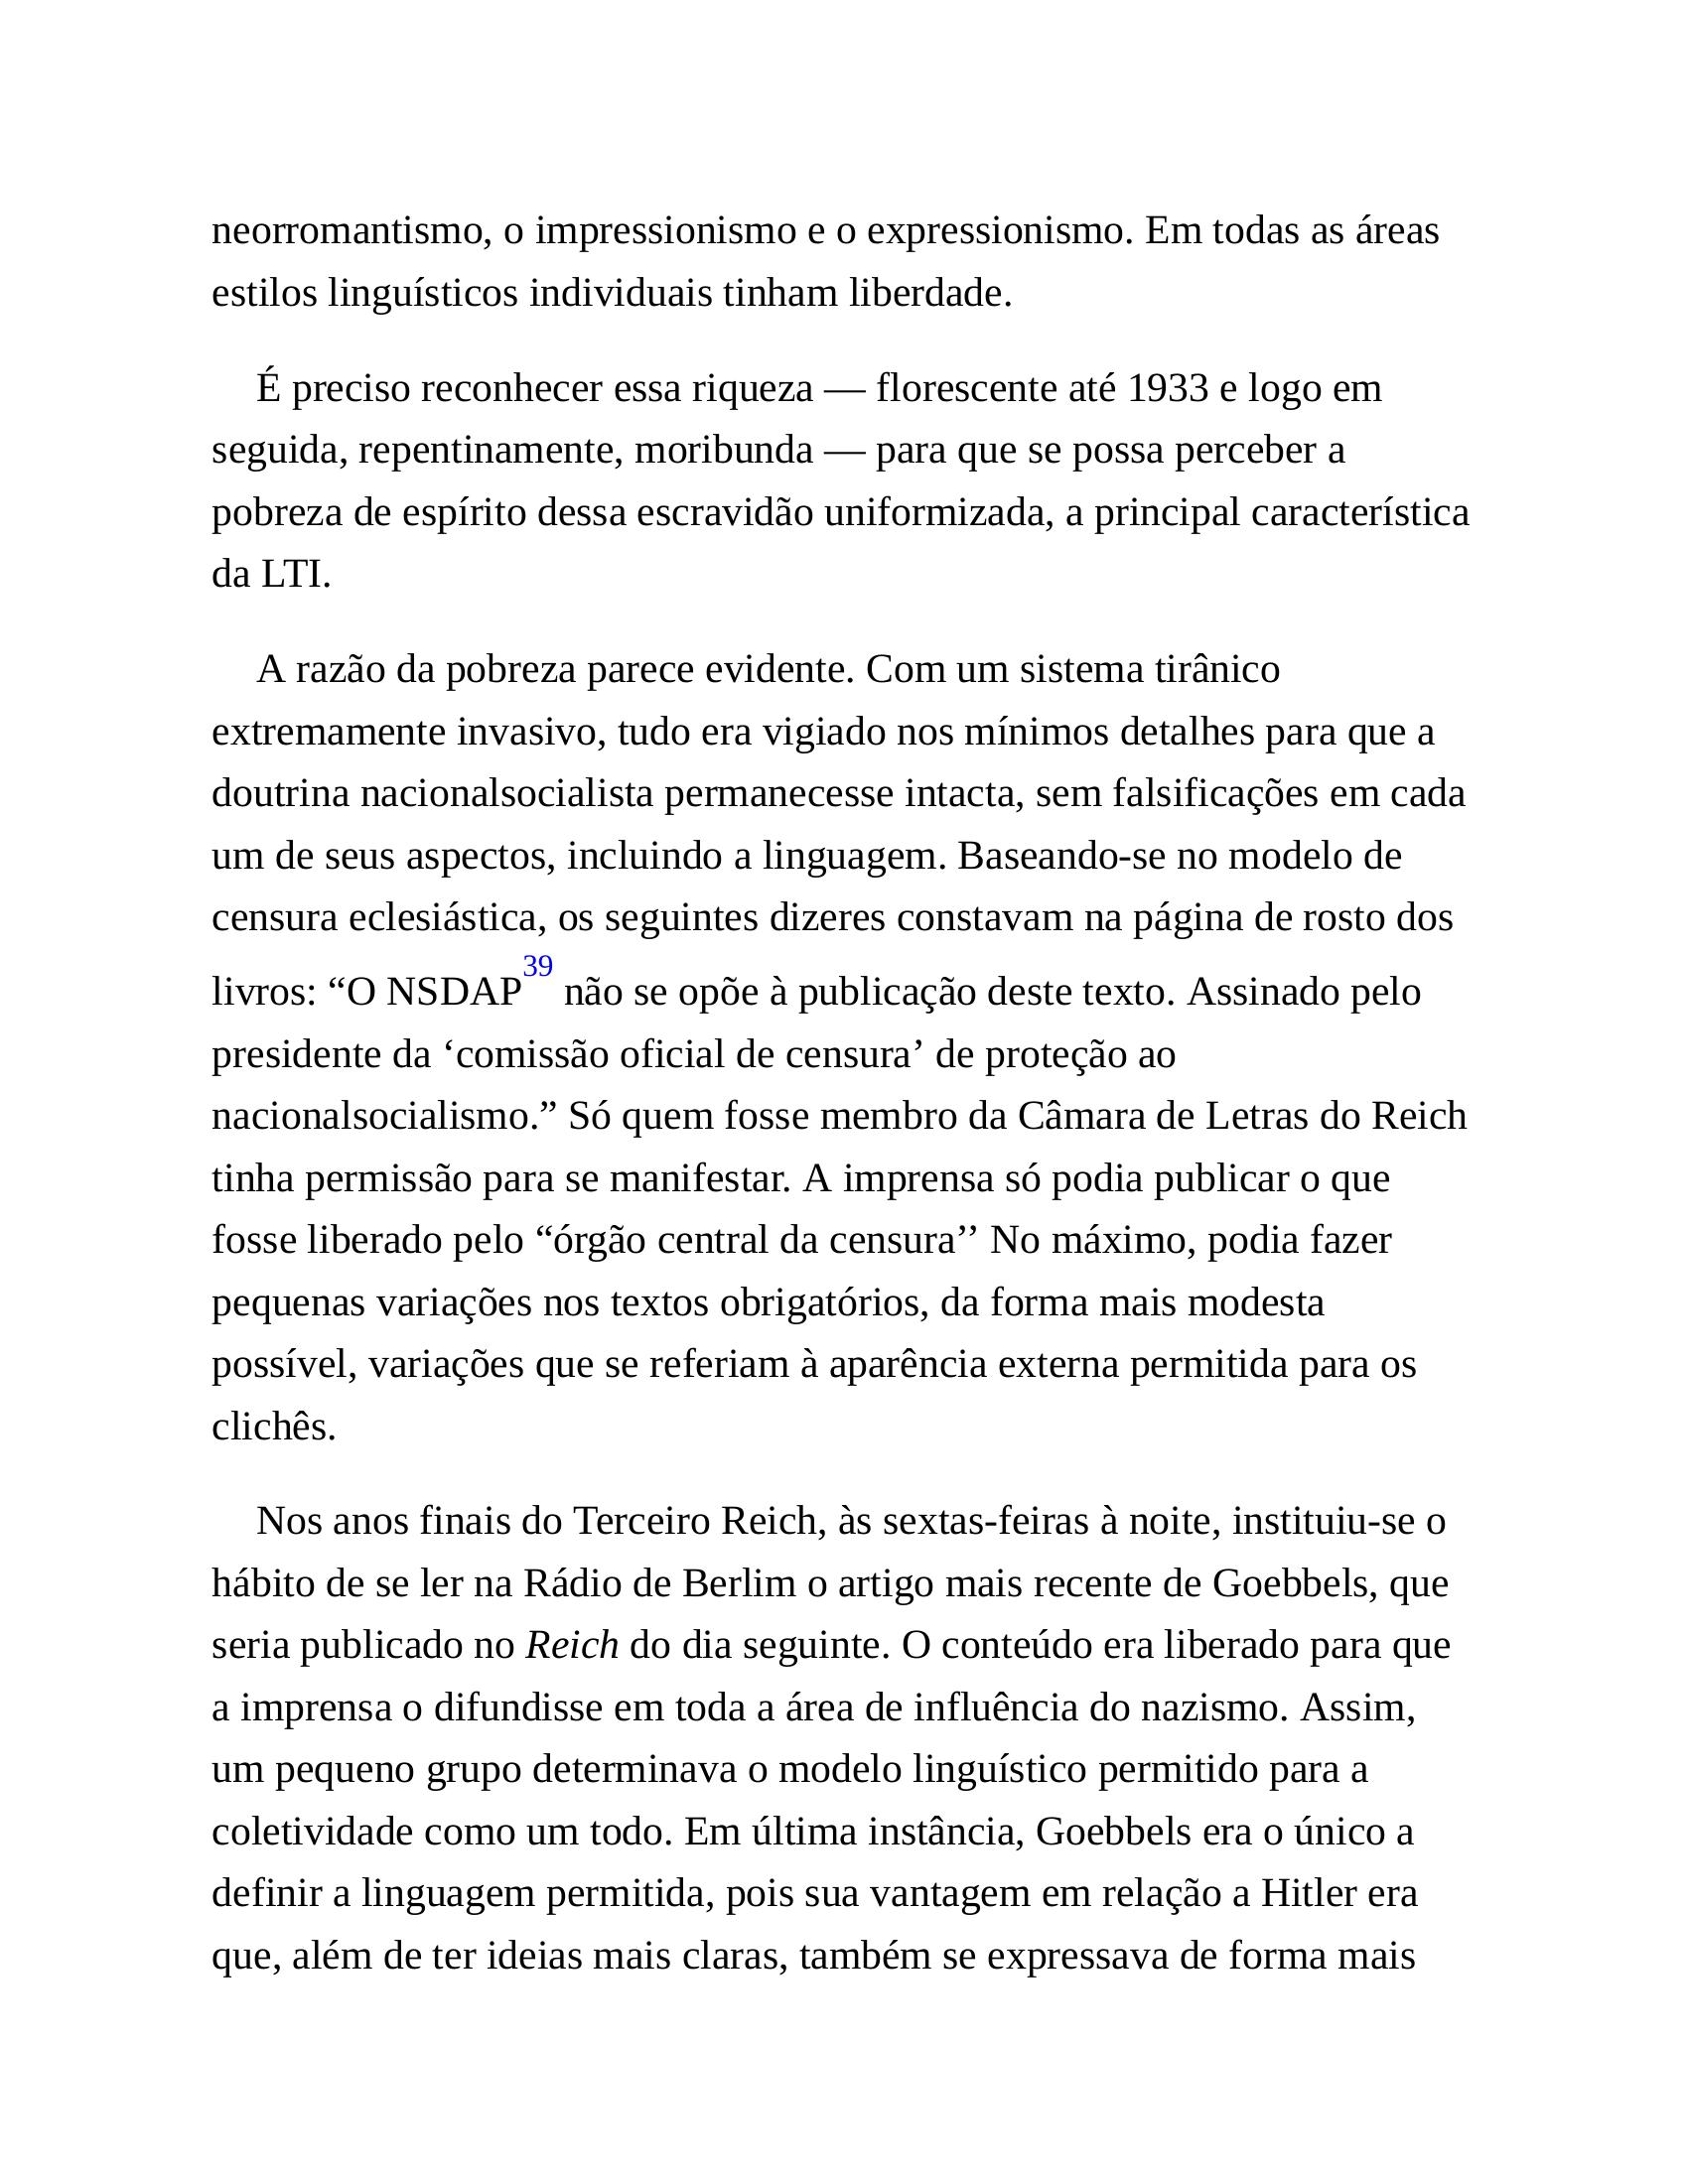 neorromantismo, o impressionismo e o expressionismo. Em todas as áreas
estilos linguísticos individuais tinham liberdade.
É preciso reconhecer essa riqueza — florescente até 1933 e logo em
seguida, repentinamente, moribunda — para que se possa perceber a
pobreza de espírito dessa escravidão uniformizada, a principal característica
da LTI.
A razão da pobreza parece evidente. Com um sistema tirânico
extremamente invasivo, tudo era vigiado nos mínimos detalhes para que a
doutrina nacionalsocialista permanecesse intacta, sem falsificações em cada
um de seus aspectos, incluindo a linguagem. Baseando-se no modelo de
censura eclesiástica, os seguintes dizeres constavam na página de rosto dos
livros: “O NSDAP39 não se opõe à publicação deste texto. Assinado pelo
presidente da ‘comissão oficial de censura’ de proteção ao
nacionalsocialismo.” Só quem fosse membro da Câmara de Letras do Reich
tinha permissão para se manifestar. A imprensa só podia publicar o que
fosse liberado pelo “órgão central da censura’’ No máximo, podia fazer
pequenas variações nos textos obrigatórios, da forma mais modesta
possível, variações que se referiam à aparência externa permitida para os
clichês.
Nos anos finais do Terceiro Reich, às sextas-feiras à noite, instituiu-se o
hábito de se ler na Rádio de Berlim o artigo mais recente de Goebbels, que
seria publicado no Reich do dia seguinte. O conteúdo era liberado para que
a imprensa o difundisse em toda a área de influência do nazismo. Assim,
um pequeno grupo determinava o modelo linguístico permitido para a
coletividade como um todo. Em última instância, Goebbels era o único a
definir a linguagem permitida, pois sua vantagem em relação a Hitler era
que, além de ter ideias mais claras, também se expressava de forma mais